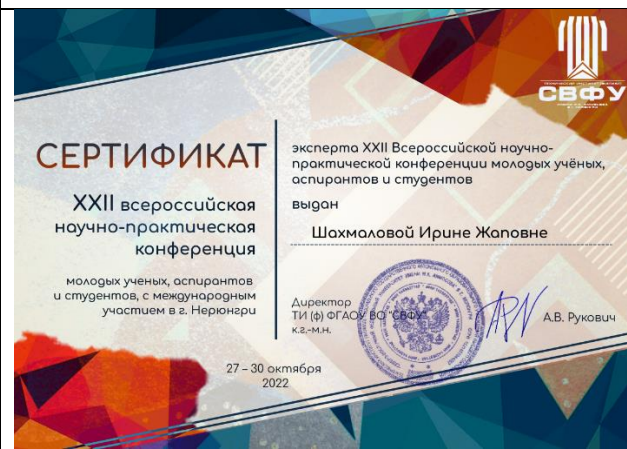 СВФУ
СЕРТИФИКАТ
XXII всероссийская
научно-практическая
конференция
молодых ученых, аспирантов
и студентов, с международным
участием в г. Нерюнгри
27 – 30 октября
2022
эксперта XXII Всероссийской научно-
практической конференции молодых учёных,
аспирантов и студентов
выдан
Шахмаловой Ирине Жаповне
Директор
ТИ (ф) ФГАОУ ВО "СВФУ"
к.г.-м.н.
А.В. Рукович